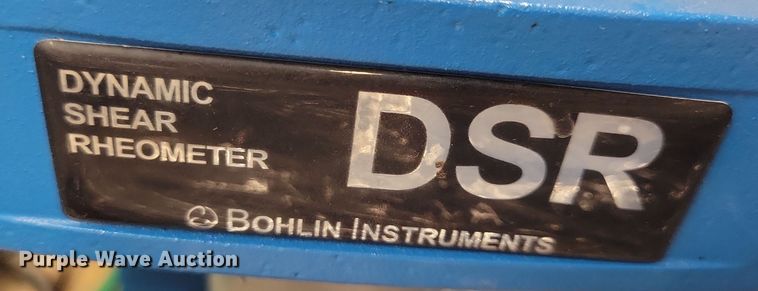 DYNAMIC
SHEAR
RHEOMETER
DSR
BOHLIN INSTRUMENTS
Purple Wave Auction